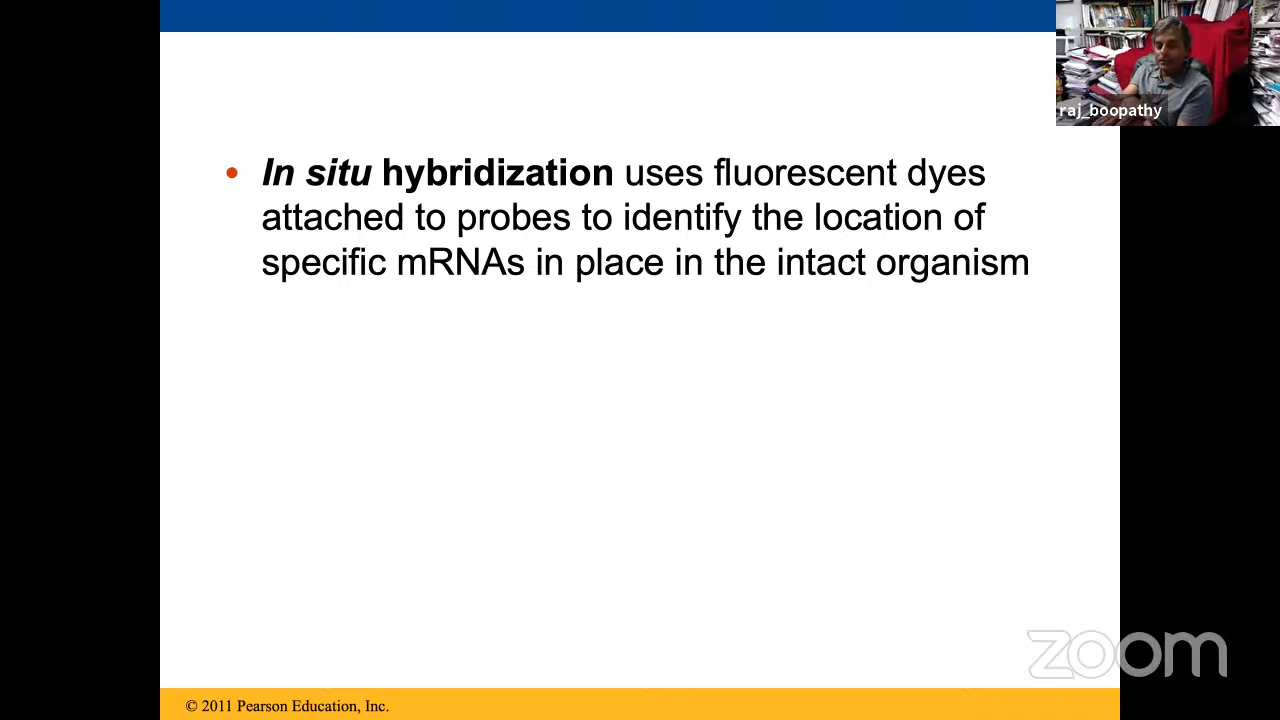 raj_boopathy
• In situ hybridization uses fluorescent dyes
attached to probes to identify the location of
specific mRNAs in place in the intact organism
zoom
© 2011 Pearson Education, Inc.